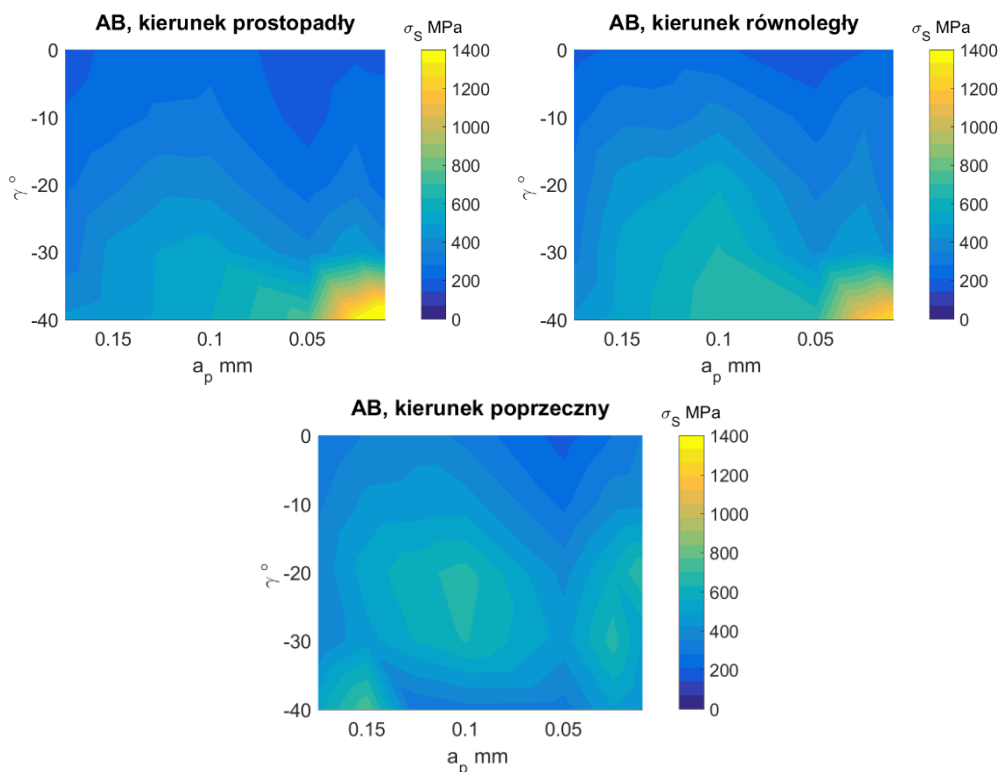 AB, kierunek prostopadły
σS MPa
0
-10
-20
-30
-40
γ °
0.15 0.1 0.05
ap mm
1400
1200
1000
800
600
400
200
0
AB, kierunek równoległy
σS MPa
0
-10
-20
-30
-40
γ °
0.15 0.1 0.05
ap mm
1400
1200
1000
800
600
400
200
0
AB, kierunek poprzeczny
σS MPa
0
-10
-20
-30
-40
γ °
0.15 0.1 0.05
ap mm
1400
1200
1000
800
600
400
200
0